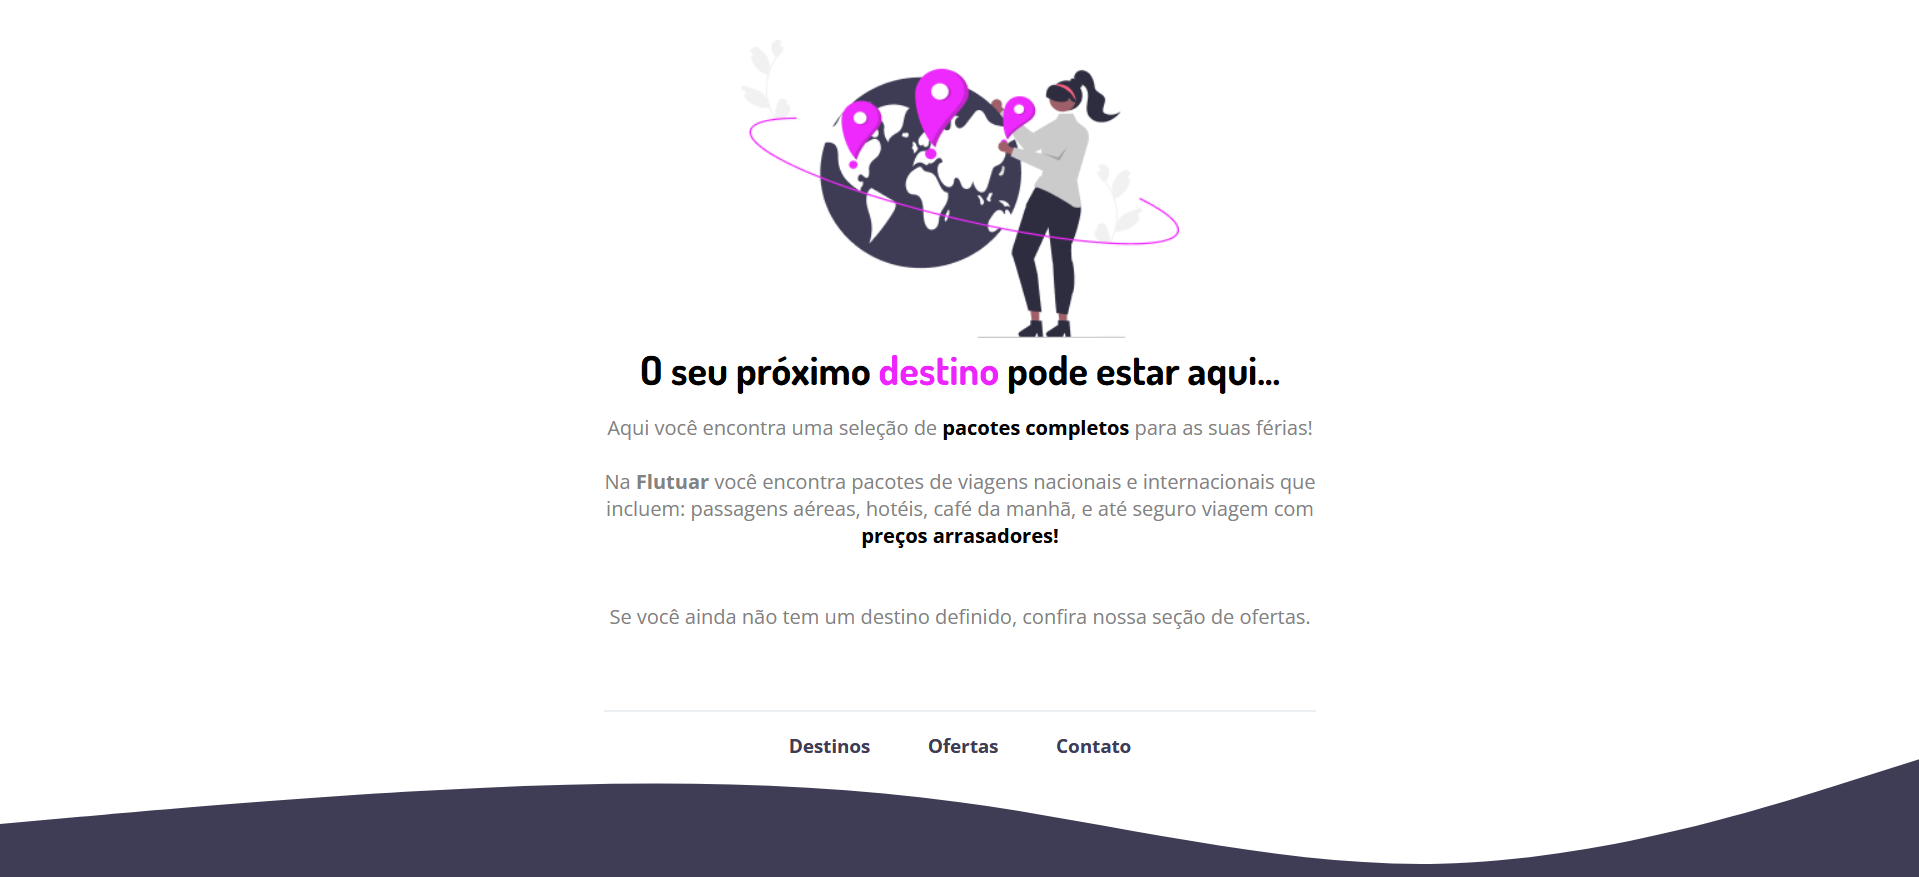 O seu próximo destino pode estar aqui...
Aqui você encontra uma seleção de pacotes completos para as suas férias!
Na Flutuar você encontra pacotes de viagens nacionais e internacionais que
incluem: passagens aéreas, hotéis, café da manhã, e até seguro viagem com
preços arrasadores!
Se você ainda não tem um destino definido, confira nossa seção de ofertas.
Destinos Ofertas Contato